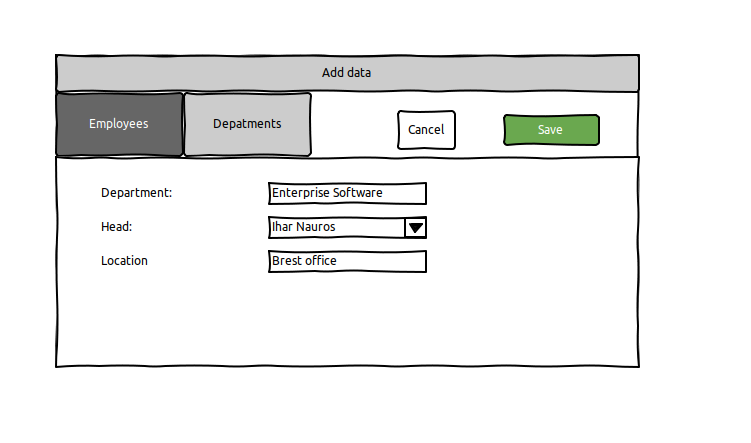 Add data
Employees
Depatments
Cancel
Save
Department:
Enterprise Software
Head:
Ihar Nauros
Location
Brest office